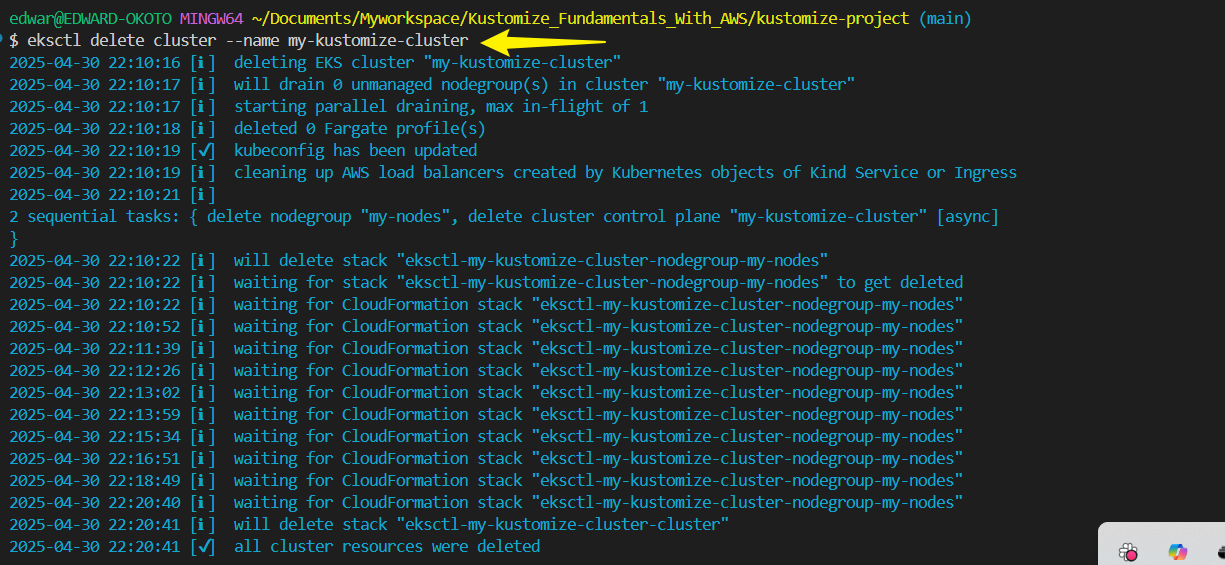 edwar@EDWARD-OKOTO MINGW64 ~/Documents/Myworkspace/Kustomize_Fundamentals_With_AWS/kustomize-project (main)
$ eksctl delete cluster --name my-kustomize-cluster
2025-04-30 22:10:16 [ℹ]  deleting EKS cluster "my-kustomize-cluster"
2025-04-30 22:10:17 [ℹ]  will drain 0 unmanaged nodegroup(s) in cluster "my-kustomize-cluster"
2025-04-30 22:10:17 [ℹ]  starting parallel draining, max in-flight of 1
2025-04-30 22:10:18 [ℹ]  deleted 0 Fargate profile(s)
2025-04-30 22:10:19 [✔]  kubeconfig has been updated
2025-04-30 22:10:19 [ℹ]  cleaning up AWS load balancers created by Kubernetes objects of Kind Service or Ingress
2025-04-30 22:10:21 [ℹ]
2 sequential tasks: { delete nodegroup "my-nodes", delete cluster control plane "my-kustomize-cluster" [async]
}
2025-04-30 22:10:22 [ℹ]  will delete stack "eksctl-my-kustomize-cluster-nodegroup-my-nodes"
2025-04-30 22:10:22 [ℹ]  waiting for stack "eksctl-my-kustomize-cluster-nodegroup-my-nodes" to get deleted
2025-04-30 22:10:22 [ℹ]  waiting for CloudFormation stack "eksctl-my-kustomize-cluster-nodegroup-my-nodes"
2025-04-30 22:10:52 [ℹ]  waiting for CloudFormation stack "eksctl-my-kustomize-cluster-nodegroup-my-nodes"
2025-04-30 22:11:39 [ℹ]  waiting for CloudFormation stack "eksctl-my-kustomize-cluster-nodegroup-my-nodes"
2025-04-30 22:12:26 [ℹ]  waiting for CloudFormation stack "eksctl-my-kustomize-cluster-nodegroup-my-nodes"
2025-04-30 22:13:02 [ℹ]  waiting for CloudFormation stack "eksctl-my-kustomize-cluster-nodegroup-my-nodes"
2025-04-30 22:13:59 [ℹ]  waiting for CloudFormation stack "eksctl-my-kustomize-cluster-nodegroup-my-nodes"
2025-04-30 22:15:34 [ℹ]  waiting for CloudFormation stack "eksctl-my-kustomize-cluster-nodegroup-my-nodes"
2025-04-30 22:16:51 [ℹ]  waiting for CloudFormation stack "eksctl-my-kustomize-cluster-nodegroup-my-nodes"
2025-04-30 22:18:49 [ℹ]  waiting for CloudFormation stack "eksctl-my-kustomize-cluster-nodegroup-my-nodes"
2025-04-30 22:20:40 [ℹ]  waiting for CloudFormation stack "eksctl-my-kustomize-cluster-nodegroup-my-nodes"
2025-04-30 22:20:41 [ℹ]  will delete stack "eksctl-my-kustomize-cluster-cluster"
2025-04-30 22:20:41 [✔]  all cluster resources were deleted